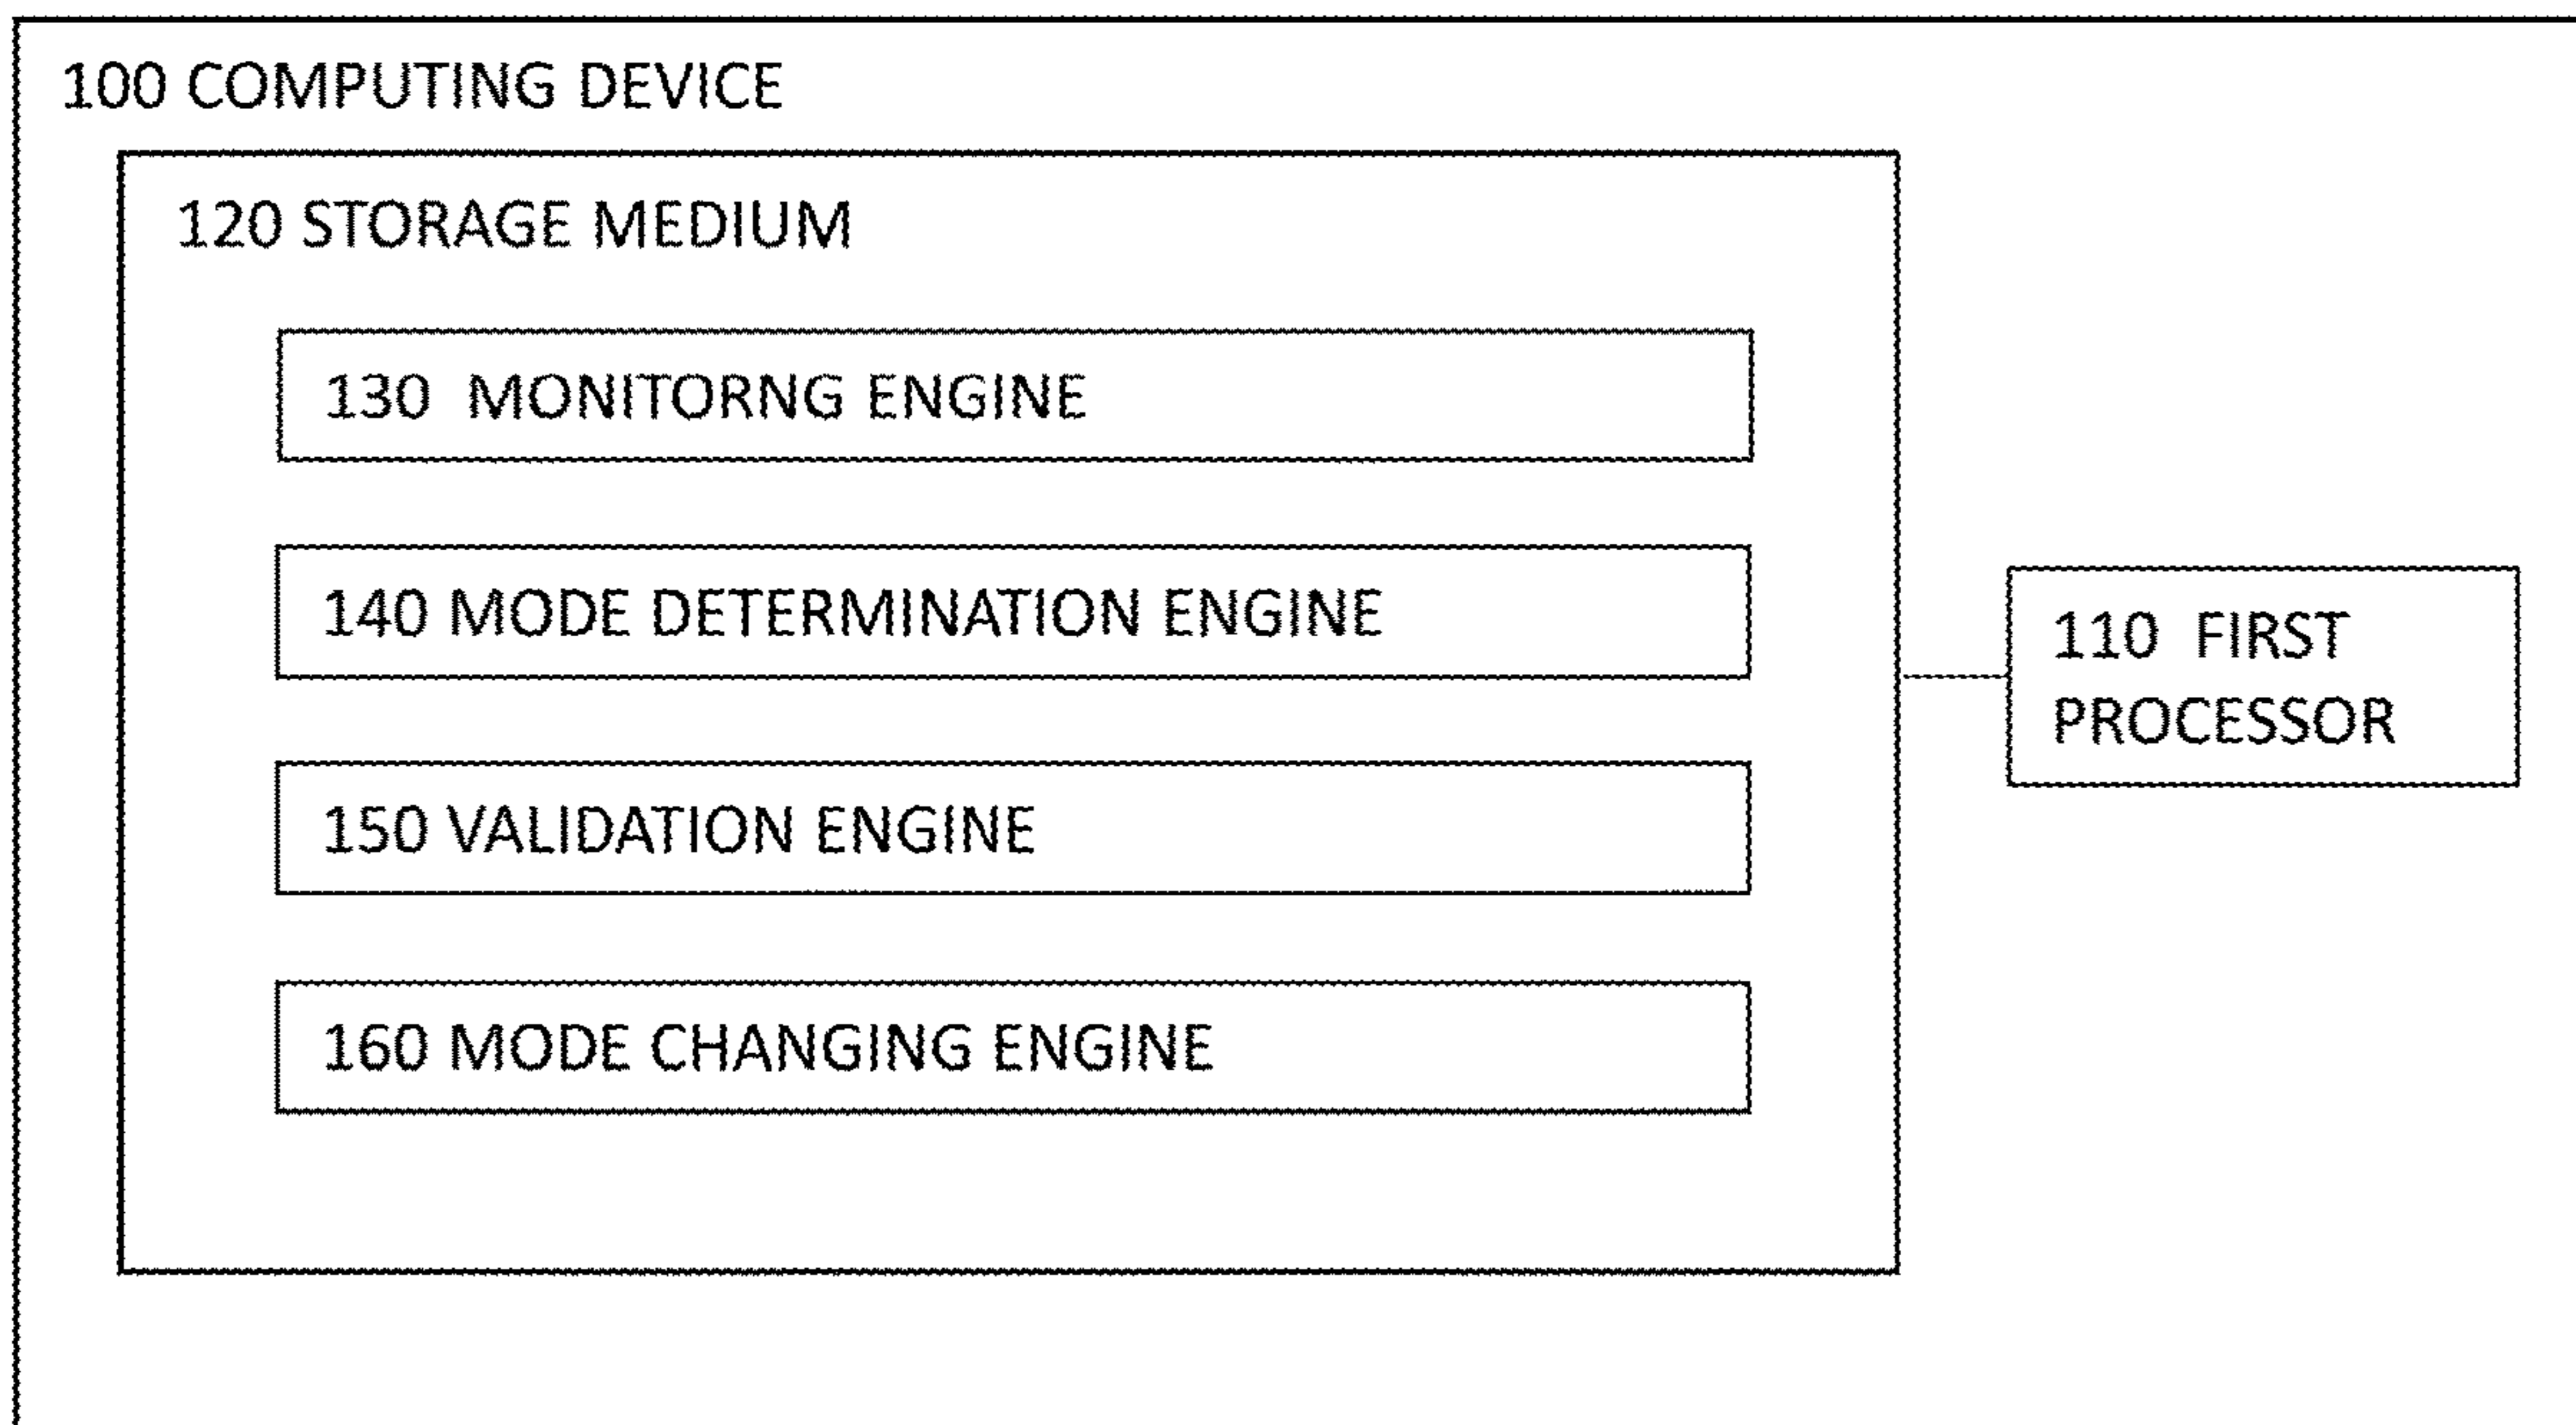 100 COMPUTING DEVICE
120 STORAGE MEDIUM
130 MONITORNG ENGINE
140 MODE DETERMINATION ENGINE
150 VALIDATION ENGINE
160 MODE CHANGING ENGINE
110 FIRST
PROCESSOR